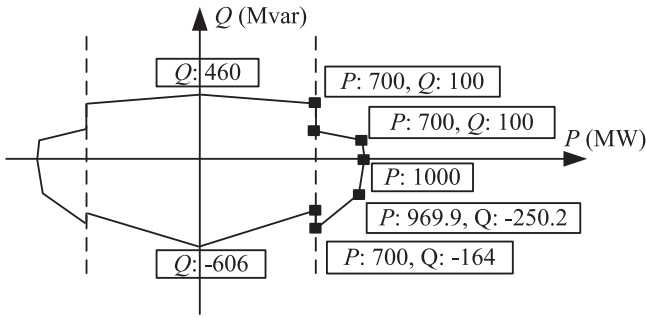 Q (Mvar)
Q: 460
P: 700, Q: 100
P: 700, Q: 100
P (MW)
P: 1000
P: 969.9, Q: -250.2
Q: -606
P: 700, Q: -164